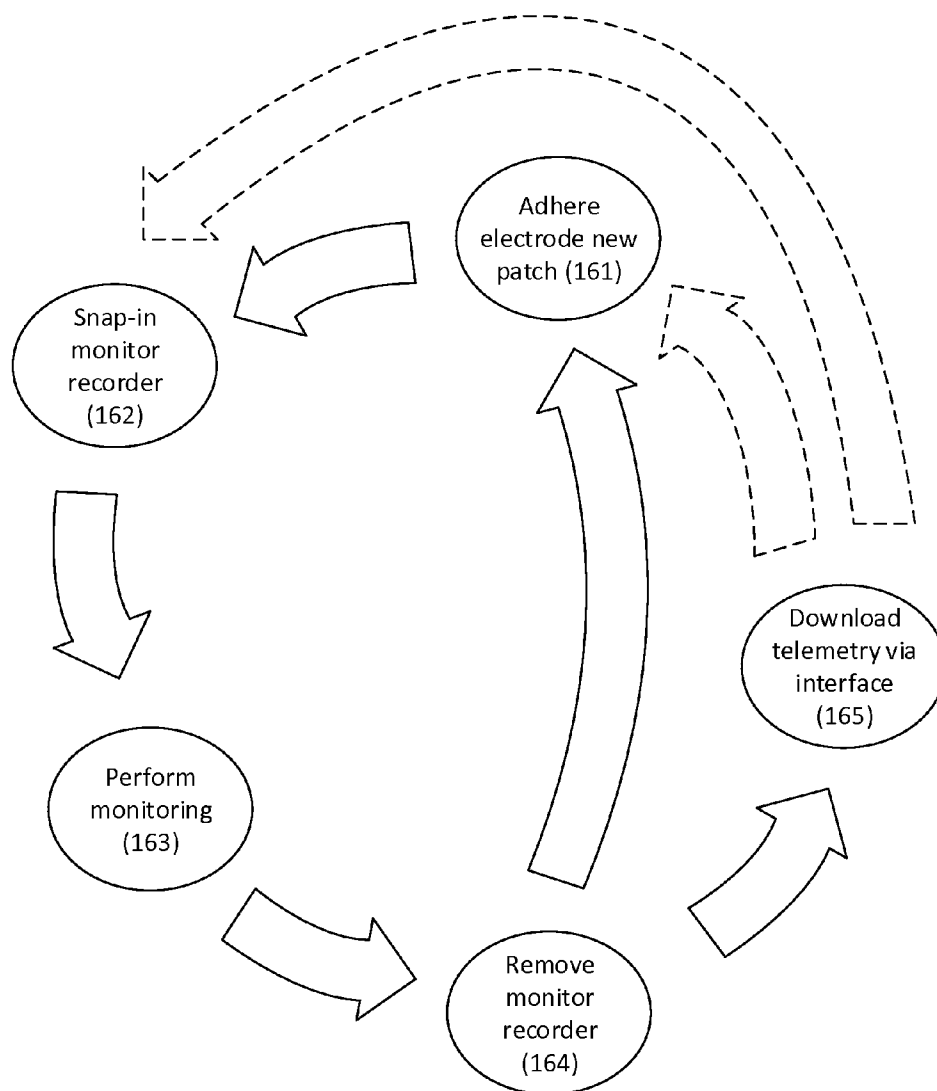 Adhere
electrode new
patch (161)
Snap-in
monitor
recorder
(162)
Download
telemetry via
interface
(165)
Perform
monitoring
(163)
Remove
monitor
recorder
(164)